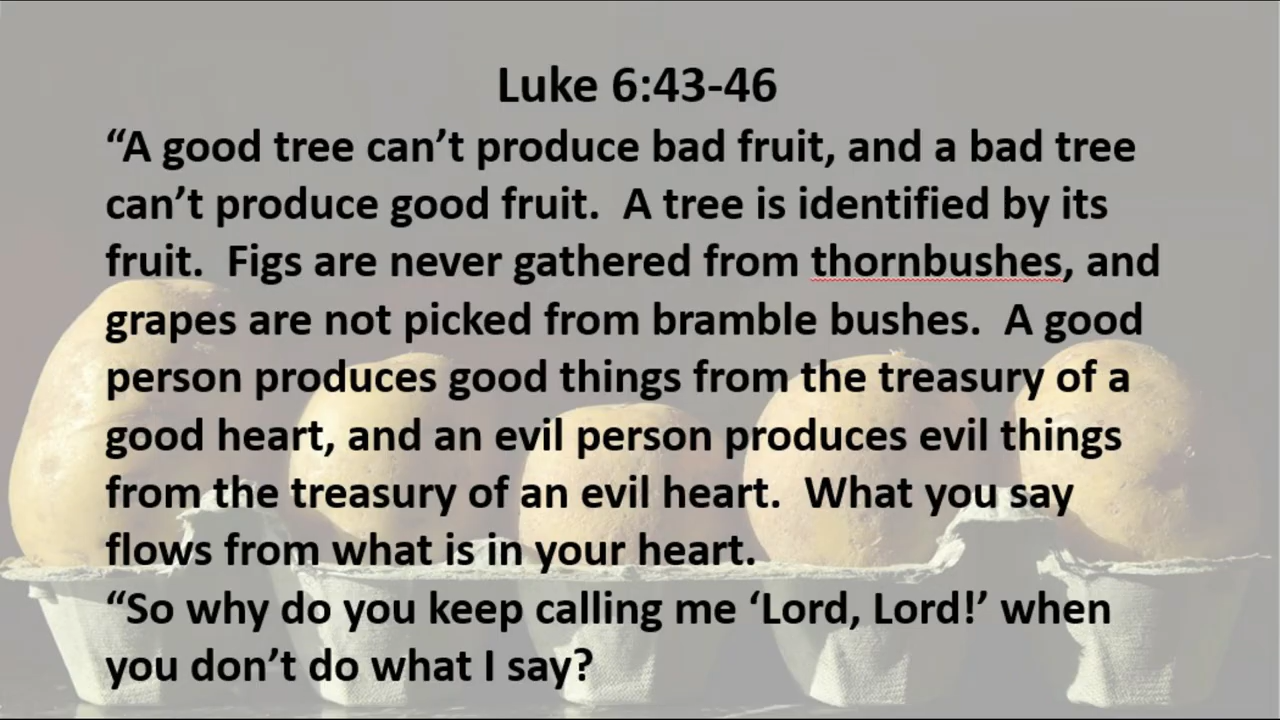 Luke 6:43-46
“A good tree can’t produce bad fruit, and a bad tree
can’t produce good fruit.  A tree is identified by its
fruit.  Figs are never gathered from thornbushes, and
grapes are not picked from bramble bushes.  A good
person produces good things from the treasury of a
good heart, and an evil person produces evil things
from the treasury of an evil heart.  What you say
flows from what is in your heart.
“So why do you keep calling me ‘Lord, Lord!’ when
you don’t do what I say?